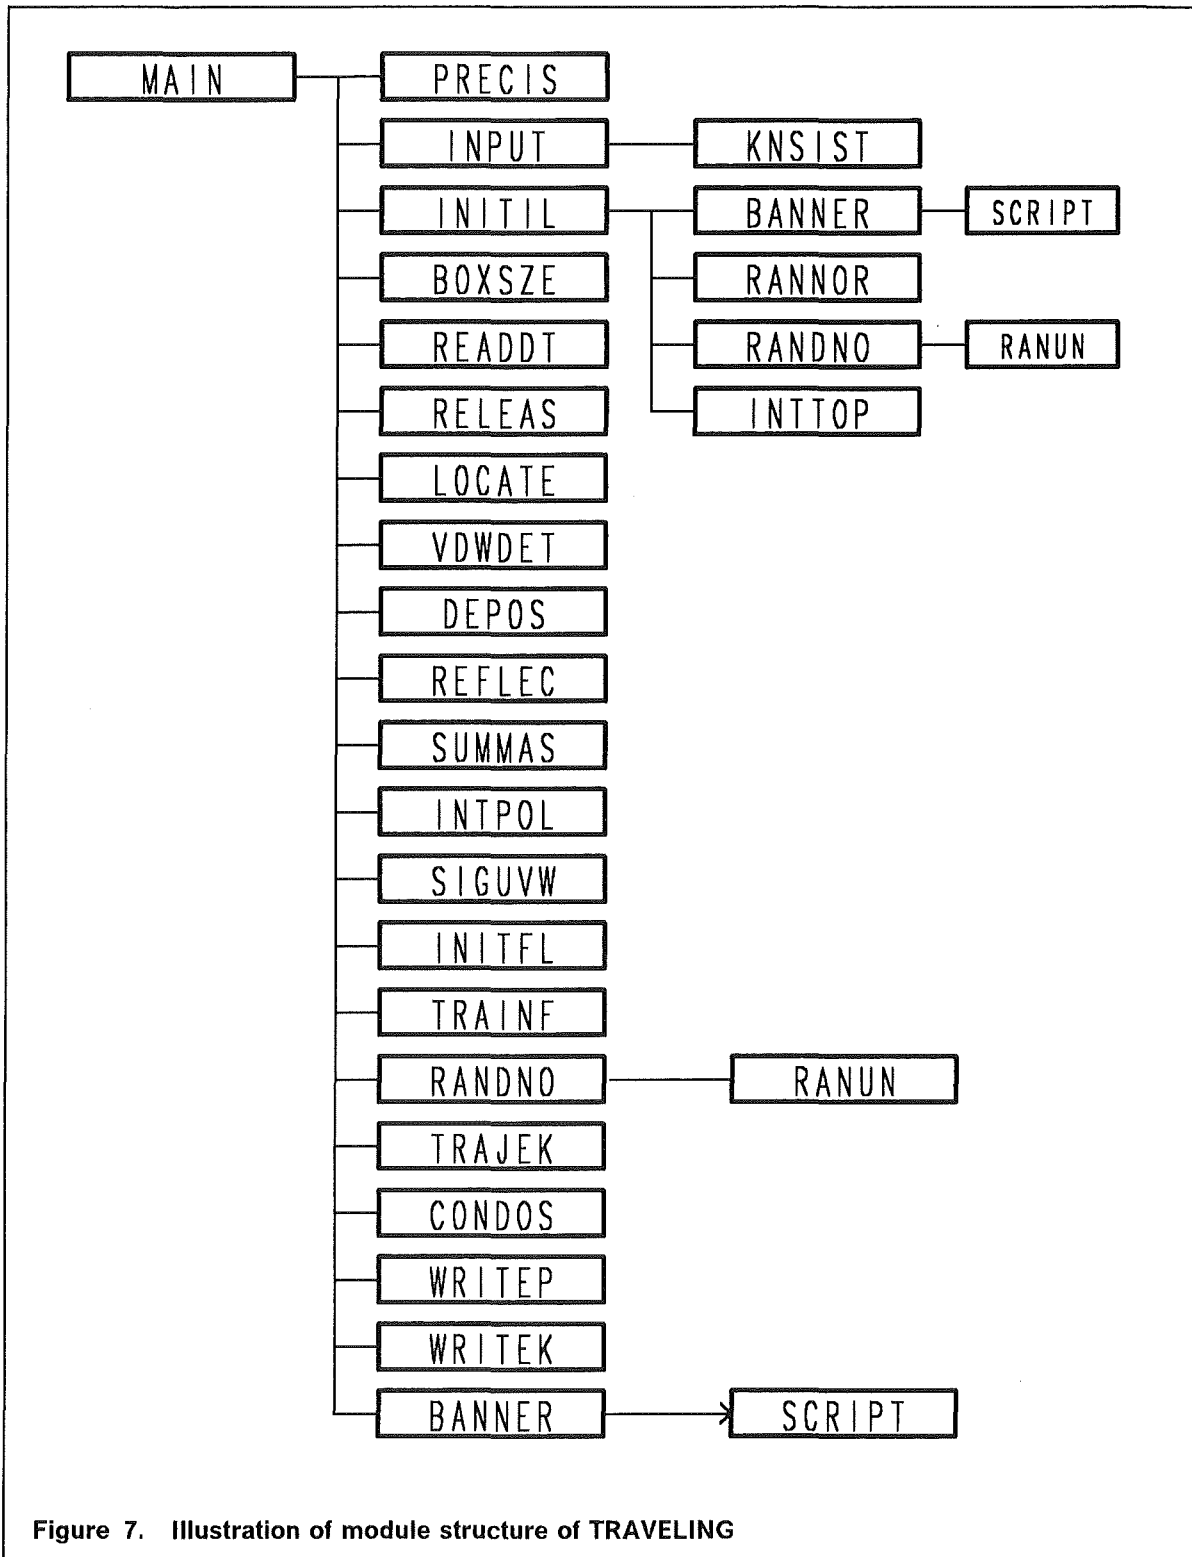 MAIN PRECIS
INPUT KNSIST
INITIL BANNER SCRIPT
BOXSZE RANNOR
READDT RANDNO RANUN
RELEAS INTTOP
LOCATE
VDWDET
DEPOS
REFLEC
SUMMAS
INTPOL
SIGUVW
INITFL
TRAINF
RANDNO RANUN
TRAJEK
CONDOS
WRITEP
WRITEK
BANNER SCRIPT
Figure 7. Illustration of module structure of TRAVELING